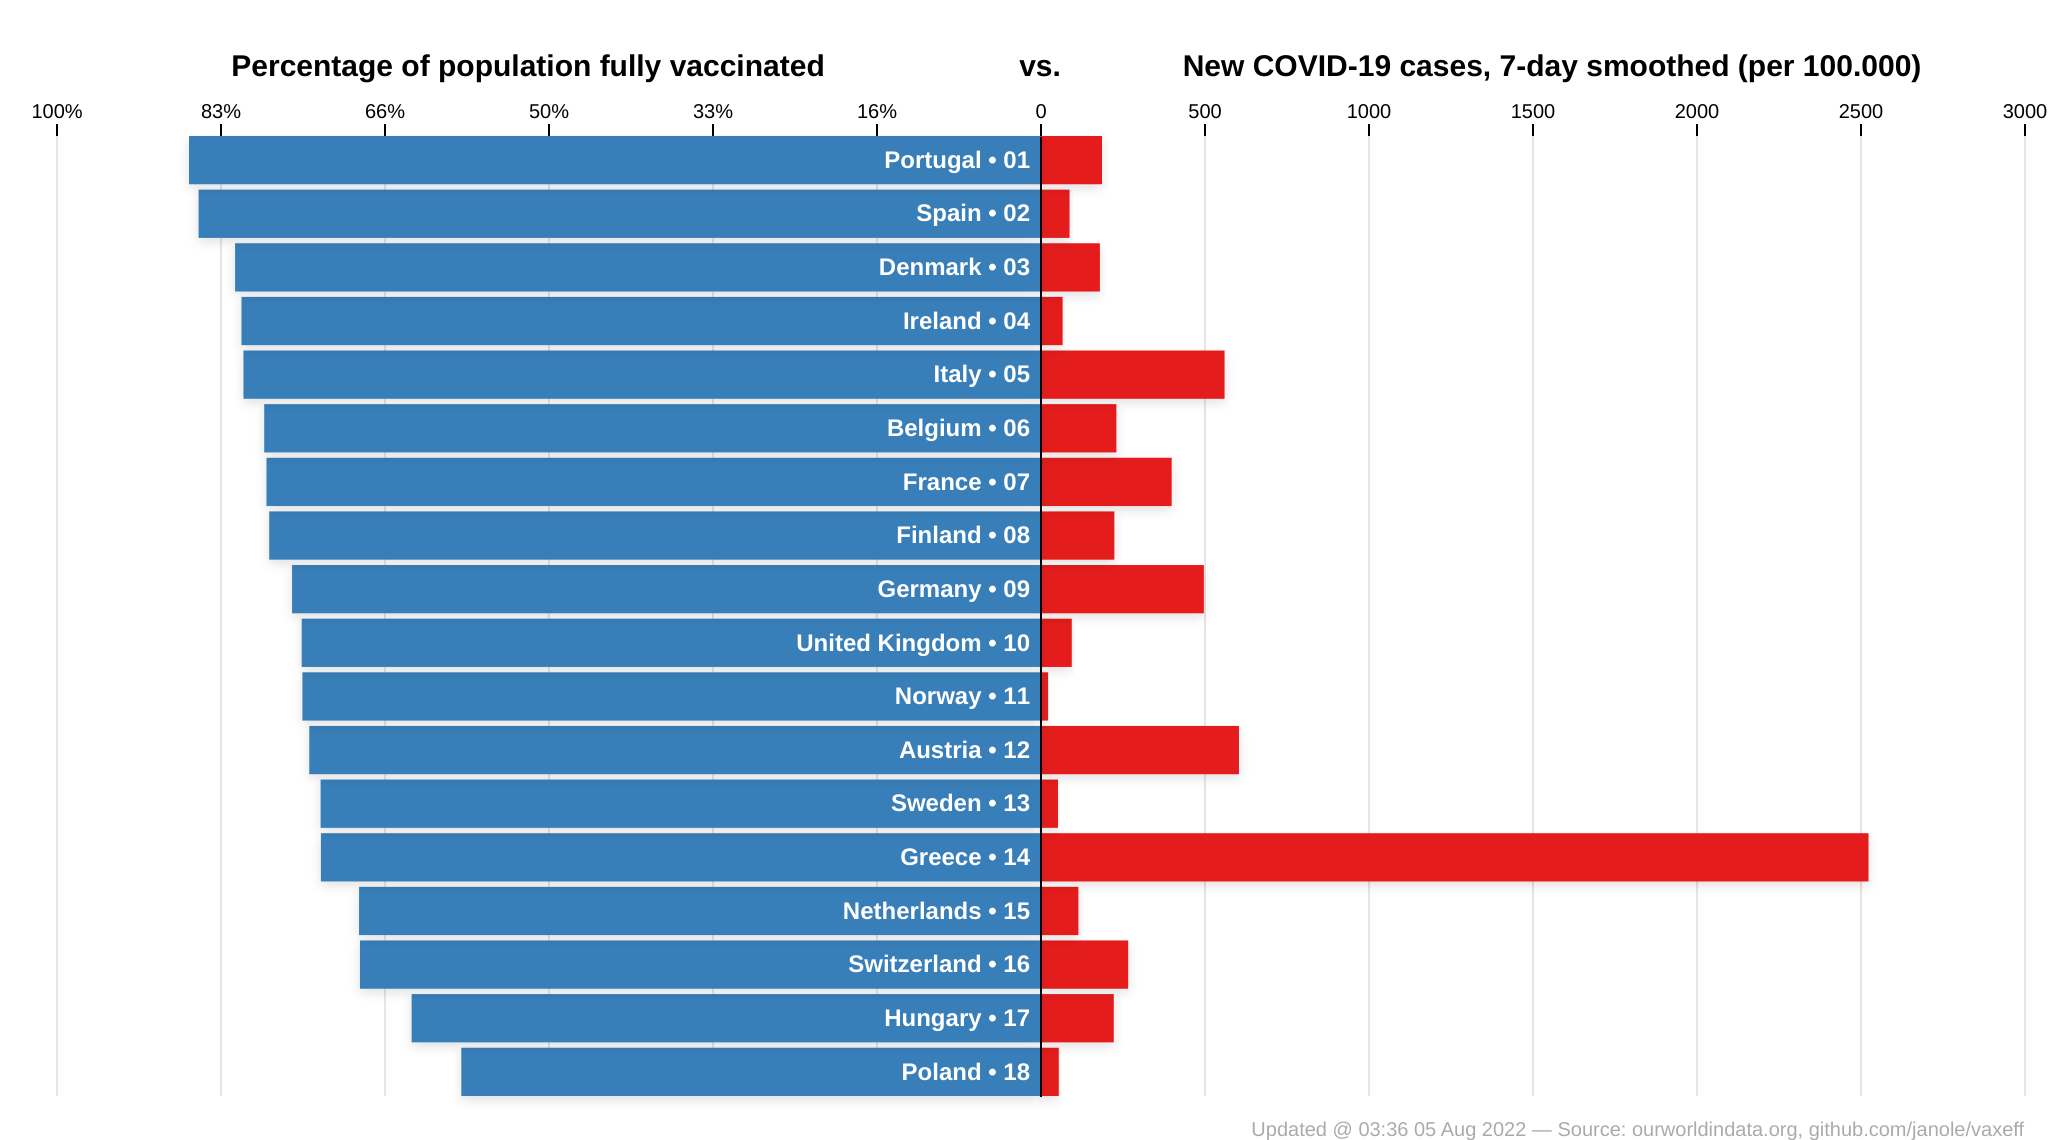 Percentage of population fully vaccinated vs. New COVID-19 cases, 7-day smoothed (per 100.000)
100% 83% 66% 50% 33% 16% 0 500 1000 1500 2000 2500 3000
Portugal • 01
Spain • 02
Denmark • 03
Ireland • 04
Italy • 05
Belgium • 06
France • 07
Finland • 08
Germany • 09
United Kingdom • 10
Norway • 11
Austria • 12
Sweden • 13
Greece • 14
Netherlands • 15
Switzerland • 16
Hungary • 17
Poland • 18
Updated @ 03:36 05 Aug 2022 — Source: ourworldindata.org, github.com/janole/vaxeff